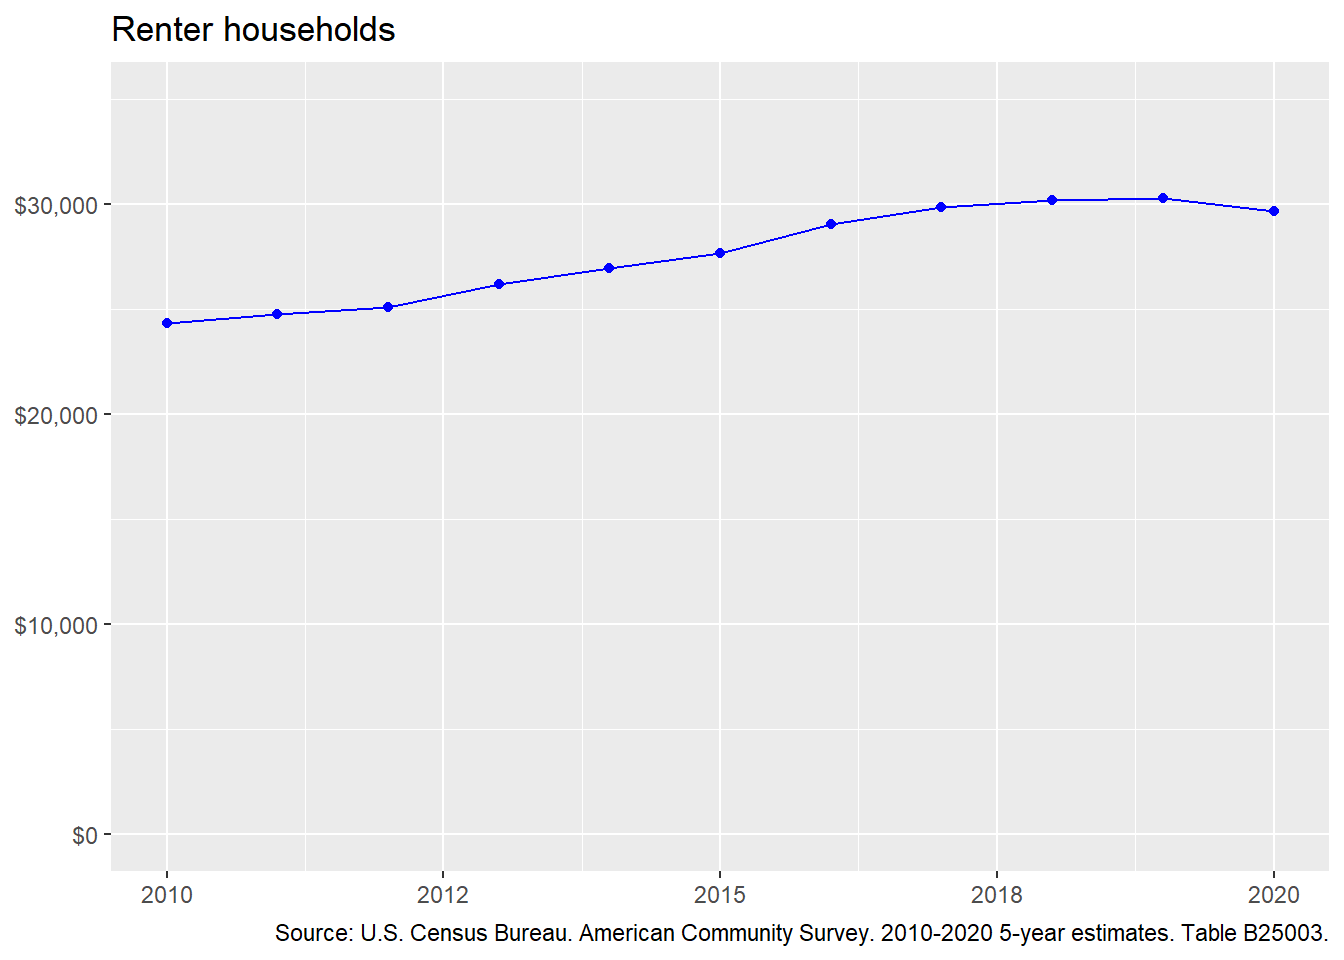 Renter households
$30,000
$20,000
$10,000
$0
2010 2012 2015 2018 2020
Source: U.S. Census Bureau. American Community Survey. 2010-2020 5-year estimates. Table B25003.